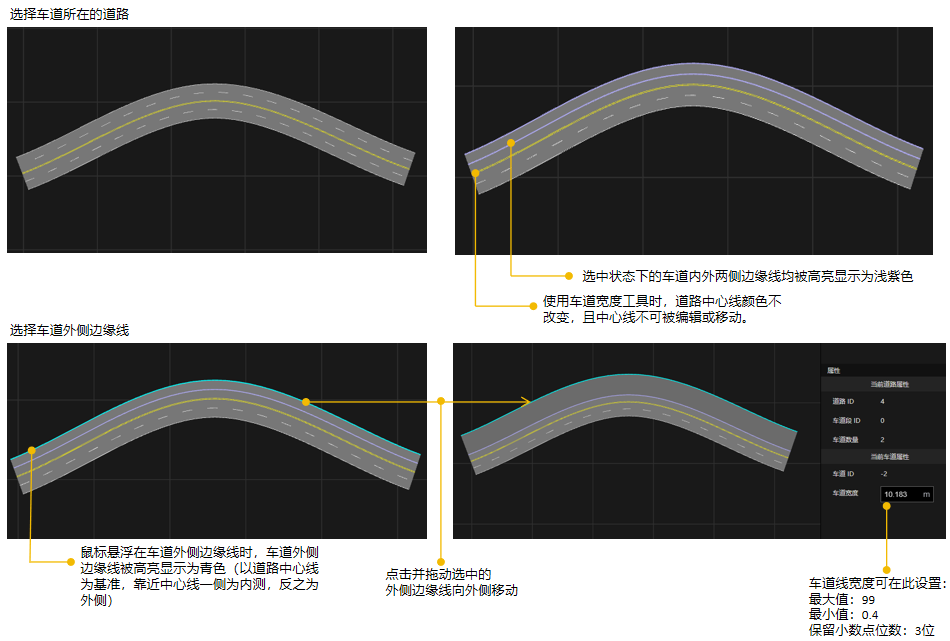 选择车道所在的道路
选中状态下的车道内外两侧边缘线均被高亮显示为浅紫色
使用车道宽度工具时，道路中心线颜色不
改变，且中心线不可被编辑或移动。
选择车道外侧边缘线
属性
当前道路属性
道路 ID 4
车道段 ID 0
车道数量 2
当前车道属性
车道 ID -2
车道宽度 10.183 m
鼠标悬浮在车道外侧边缘线时，车道外侧
边缘线被高亮显示为青色（以道路中心线
为基准，靠近中心线一侧为内测，反之为
外侧）
点击并拖动选中的
外侧边缘线向外侧移动
车道线宽度可在此设置：
最大值：99
最小值：0.4
保留小数点位数：3位